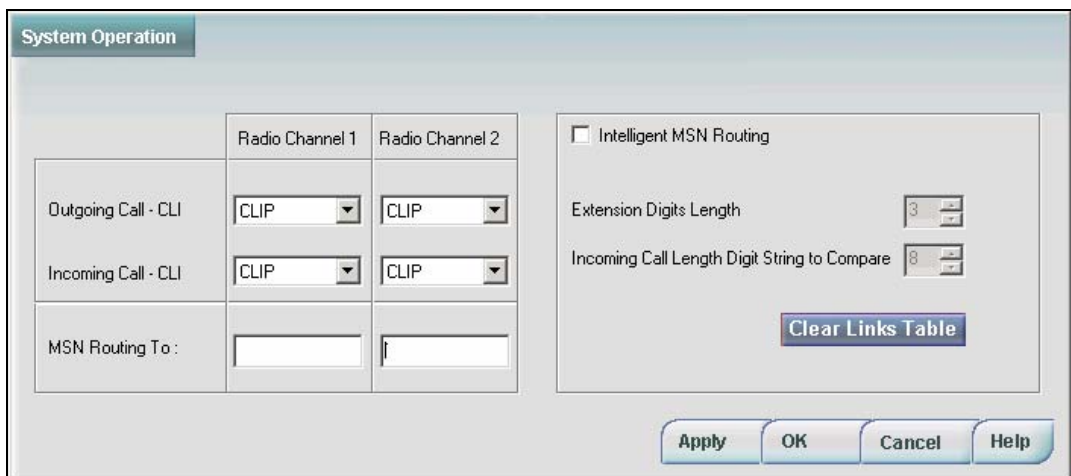 System Operation
Radio Channel 1 Radio Channel 2
Outgoing Call - CLI CLIP CLIP
Incoming Call - CLI CLIP CLIP
MSN Routing To :
Intelligent MSN Routing
Extension Digits Length 3
Incoming Call Length Digit String to Compare 8
Clear Links Table
Apply OK Cancel Help